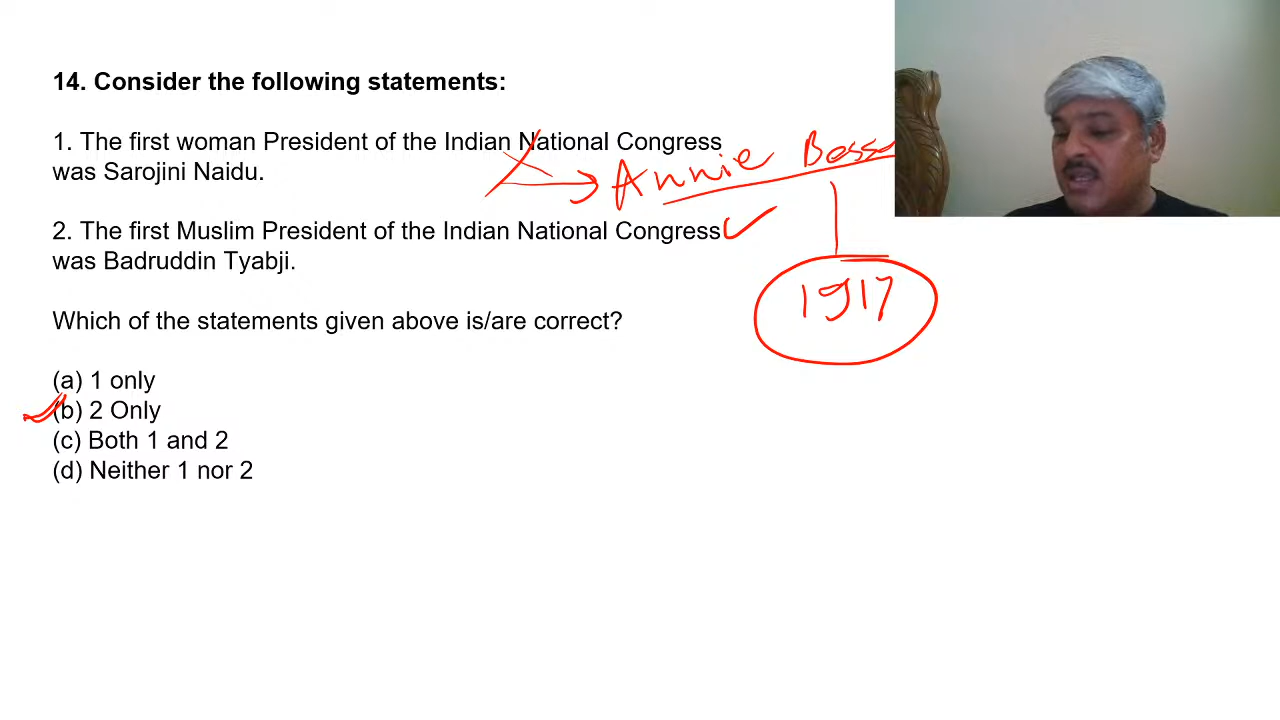 14. Consider the following statements:
1. The first woman President of the Indian National Congress
was Sarojini Naidu.
Annie
2. The first Muslim President of the Indian National Congress
was Badruddin Tyabji.
1917
Which of the statements given above is/are correct?
(a) 1 only
(b) 2 Only
(c) Both 1 and 2
(d) Neither 1 nor 2